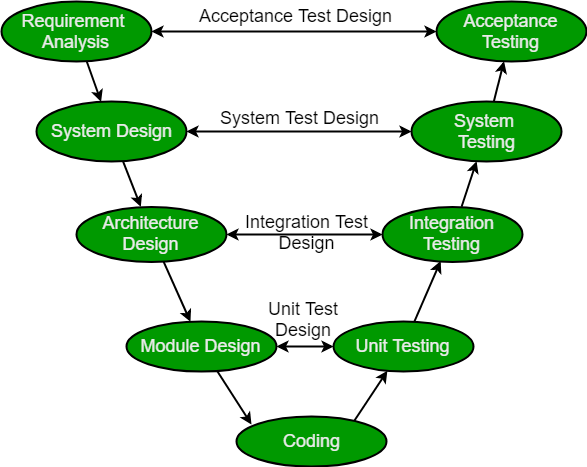 Requirement
Analysis
Acceptance Test Design
Acceptance
Testing
System Design
System Test Design
System
Testing
Architecture
Design
Integration Test
Design
Integration
Testing
Unit Test
Design
Module Design
Unit Testing
Coding